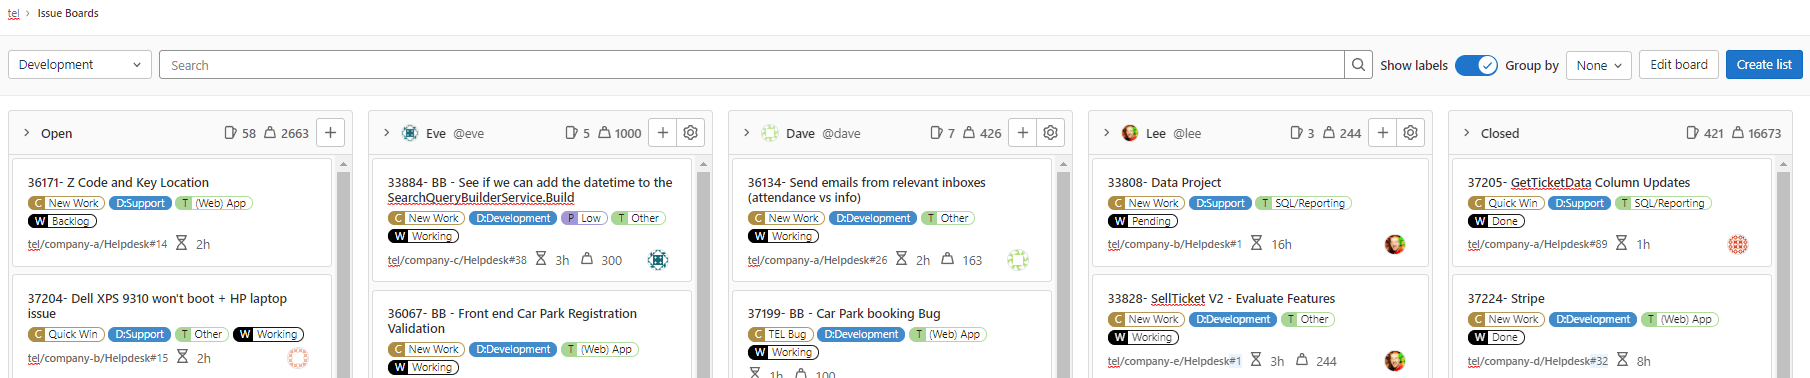 tel › Issue Boards
Development
Search
Show labels
Group by
None
Edit board
Create list
Open 58 2663
36171- Z Code and Key Location
C New Work D:Support T (Web) App
W Backlog
tel/company-a/Helpdesk#14 2h
37204- Dell XPS 9310 won't boot + HP laptop
issue
C Quick Win D:Support T Other W Working
tel/company-b/Helpdesk#15 2h
Eve @eve 5 1000
33884- BB - See if we can add the datetime to the
SearchQueryBuilderService.Build
C New Work D:Development P Low T Other
W Working
tel/company-c/Helpdesk#38 3h 300
36067- BB - Front end Car Park Registration
Validation
C New Work D:Development T (Web) App
W Working
Dave @dave 7 426
36134- Send emails from relevant inboxes
(attendance vs info)
C New Work D:Development T Other
W Working
tel/company-a/Helpdesk#26 2h 163
37199- BB - Car Park booking Bug
C TEL Bug D:Development T (Web) App
W Working
1h 100
Lee @lee 3 244
33808- Data Project
C New Work D:Support T SQL/Reporting
W Pending
tel/company-b/Helpdesk#1 16h
33828- SellTicket V2 - Evaluate Features
C New Work D:Development T Other
W Working
tel/company-e/Helpdesk#1 3h 244
Closed 421 16673
37205- GetTicketData Column Updates
C Quick Win D:Support T SQL/Reporting
W Done
tel/company-a/Helpdesk#89 1h
37224- Stripe
C New Work D:Development T (Web) App
W Done
tel/company-d/Helpdesk#32 8h